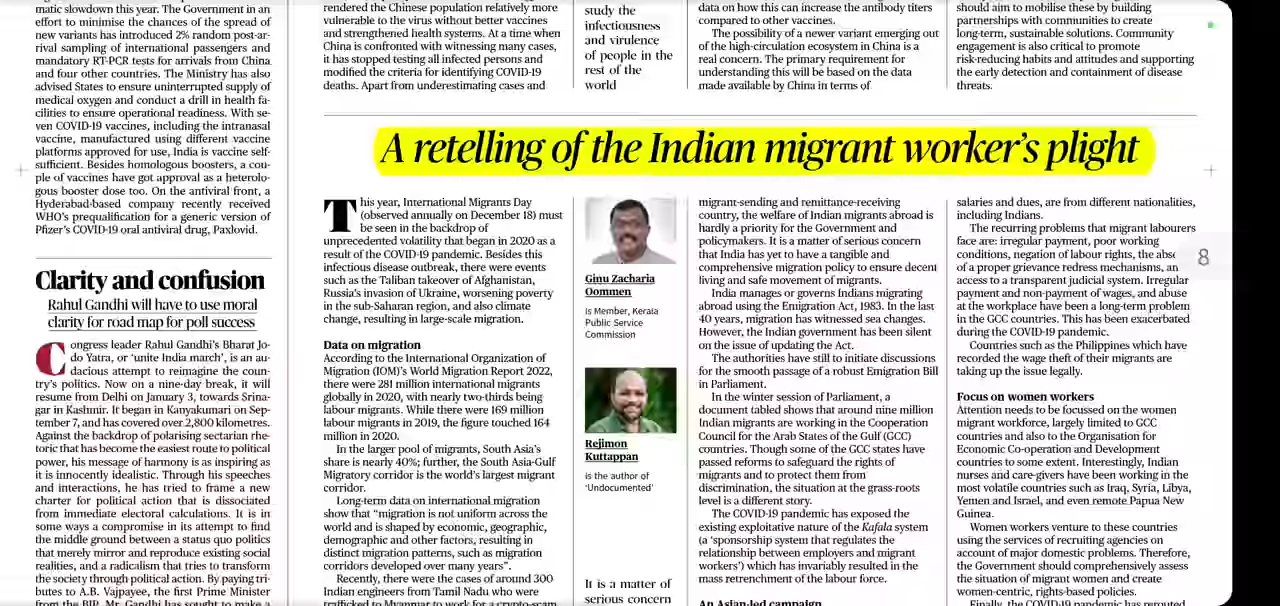 matic slowdown this year. The Government in an
effort to minimise the chances of the spread of
new variants has introduced 2% random post-ar-
rival sampling of international passengers and
mandatory RT-PCR tests for arrivals from China
and four other countries. The Ministry has also
advised States to ensure uninterrupted supply of
medical oxygen and conduct a drill in health fa-
cilities to ensure operational readiness. With se-
ven COVID-19 vaccines, including the intranasal
vaccine, manufactured using different vaccine
platforms approved for use, India is vaccine self-
sufficient. Besides homologous boosters, a cou-
ple of vaccines have got approval as a heterolo-
gous booster dose too. On the antiviral front, a
Hyderabad-based company recently received
WHO's prequalification for a generic version of
Pfizer's COVID-19 oral antiviral drug, Paxlovid.
Clarity and confusion
Rahul Gandhi will have to use moral
clarity for road map for poll success
Congress leader Rahul Gandhi's Bharat Jo-
do Yatra, or 'unite India march', is an au-
dacious attempt to reimagine the coun-
try's politics. Now on a nine-day break, it will
resume from Delhi on January 3, towards Srina-
gar in Kashmir. It began in Kanyakumari on Sep-
tember 7, and has covered over 2,800 kilometres.
Against the backdrop of polarising sectarian rhe-
toric that has become the easiest route to political
power, his message of harmony is as inspiring as
it is innocently idealistic. Through his speeches
and interactions, he has tried to frame a new
charter for political action that is dissociated
from immediate electoral calculations. It is in
some ways a compromise in its attempt to find
the middle ground between a status quo politics
that merely mirror and reproduce existing social
realities, and a radicalism that tries to transform
the society through political action. By paying tri-
butes to A.B. Vajpayee, the first Prime Minister
from the BJP, Mr. Gandhi has sought to make a
rendered the Chinese population relatively more
vulnerable to the virus without better vaccines
and strengthened health systems. At a time when
China is confronted with witnessing many cases,
it has stopped testing all infected persons and
modified the criteria for identifying COVID-19
deaths. Apart from underestimating cases and
study the
infectiousness
and virulence
of people in the
rest of the
world
data on how this can increase the antibody titers
compared to other vaccines.
The possibility of a newer variant emerging out
of the high-circulation ecosystem in China is a
real concern. The primary requirement for
understanding this will be based on the data
made available by China in terms of
should aim to mobilise these by building
partnerships with communities to create
long-term, sustainable solutions. Community
engagement is also critical to promote
risk-reducing habits and attitudes and supporting
the early detection and containment of disease
threats.
A retelling of the Indian migrant worker's plight
This year, International Migrants Day
(observed annually on December 18) must
be seen in the backdrop of
unprecedented volatility that began in 2020 as a
result of the COVID-19 pandemic. Besides this
infectious disease outbreak, there were events
such as the Taliban takeover of Afghanistan,
Russia's invasion of Ukraine, worsening poverty
in the sub-Saharan region, and also climate
change, resulting in large-scale migration.
Data on migration
According to the International Organization of
Migration (IOM)'s World Migration Report 2022,
there were 281 million international migrants
globally in 2020, with nearly two-thirds being
labour migrants. While there were 169 million
labour migrants in 2019, the figure touched 164
million in 2020.
In the larger pool of migrants, South Asia's
share is nearly 40%; further, the South Asia-Gulf
Migratory corridor is the world's largest migrant
corridor.
Long-term data on international migration
show that "migration is not uniform across the
world and is shaped by economic, geographic,
demographic and other factors, resulting in
distinct migration patterns, such as migration
corridors developed over many years".
Recently, there were the cases of around 300
Indian engineers from Tamil Nadu who were
trafficked to Myanmar to work for a crypto-scam
Ginu Zacharia
Oommen
is Member, Kerala
Public Service
Commission
Rejimon
Kuttappan
is the author of
'Undocumented'
It is a matter of
serious concern
migrant-sending and remittance-receiving
country, the welfare of Indian migrants abroad is
hardly a priority for the Government and
policymakers. It is a matter of serious concern
that India has yet to have a tangible and
comprehensive migration policy to ensure decent
living and safe movement of migrants.
India manages or governs Indians migrating
abroad using the Emigration Act, 1983. In the last
40 years, migration has witnessed sea changes.
However, the Indian government has been silent
on the issue of updating the Act.
The authorities have still to initiate discussions
for the smooth passage of a robust Emigration Bill
in Parliament.
In the winter session of Parliament, a
document tabled shows that around nine million
Indian migrants are working in the Cooperation
Council for the Arab States of the Gulf (GCC)
countries. Though some of the GCC states have
passed reforms to safeguard the rights of
migrants and to protect them from
discrimination, the situation at the grass-roots
level is a different story.
The COVID-19 pandemic has exposed the
existing exploitative nature of the Kafala system
(a 'sponsorship system that regulates the
relationship between employers and migrant
workers') which has invariably resulted in the
mass retrenchment of the labour force.
An Asian-led campaign
salaries and dues, are from different nationalities,
including Indians.
The recurring problems that migrant labourers
face are: irregular payment, poor working
conditions, negation of labour rights, the
of a proper grievance redress mechanisms, an
access to a transparent judicial system. Irregular
payment and non-payment of wages, and abuse
at the workplace have been a long-term problem
in the GCC countries. This has been exacerbated
during the COVID-19 pandemic.
Countries such as the Philippines which have
recorded the wage theft of their migrants are
taking up the issue legally.
Focus on women workers
Attention needs to be focussed on the women
migrant workforce, largely limited to GCC
countries and also to the Organisation for
Economic Co-operation and Development
countries to some extent. Interestingly, Indian
nurses and care-givers have been working in the
most volatile countries such as Iraq, Syria, Libya,
Yemen and Israel, and even remote Papua New
Guinea.
Women workers venture to these countries
using the services of recruiting agencies on
account of major domestic problems. Therefore,
the Government should comprehensively assess
the situation of migrant women and create
women-centric, rights-based policies.
Finally, the COVID-19 pandemic has rerouted
8